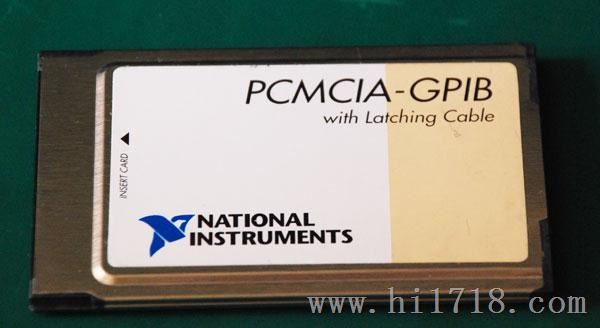 PCMCIA-GPIB
with Latching Cable
INSERT CARD
NATIONAL
INSTRUMENTS
www.hi1718.com